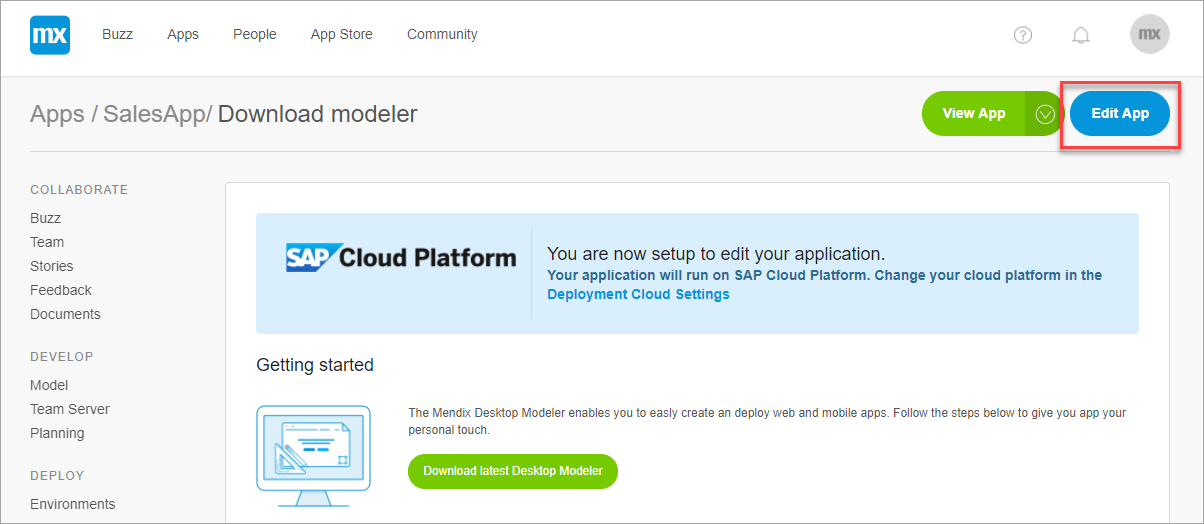 mx Buzz Apps People App Store Community ? mx
Apps / SalesApp/ Download modeler View App Edit App
COLLABORATE
Buzz
Team
Stories
Feedback
Documents
DEVELOP
Model
Team Server
Planning
DEPLOY
Environments
SAP Cloud Platform
You are now setup to edit your application.
Your application will run on SAP Cloud Platform. Change your cloud platform in the
Deployment Cloud Settings
Getting started
The Mendix Desktop Modeler enables you to easly create an deploy web and mobile apps. Follow the steps below to give you app your
personal touch.
Download latest Desktop Modeler